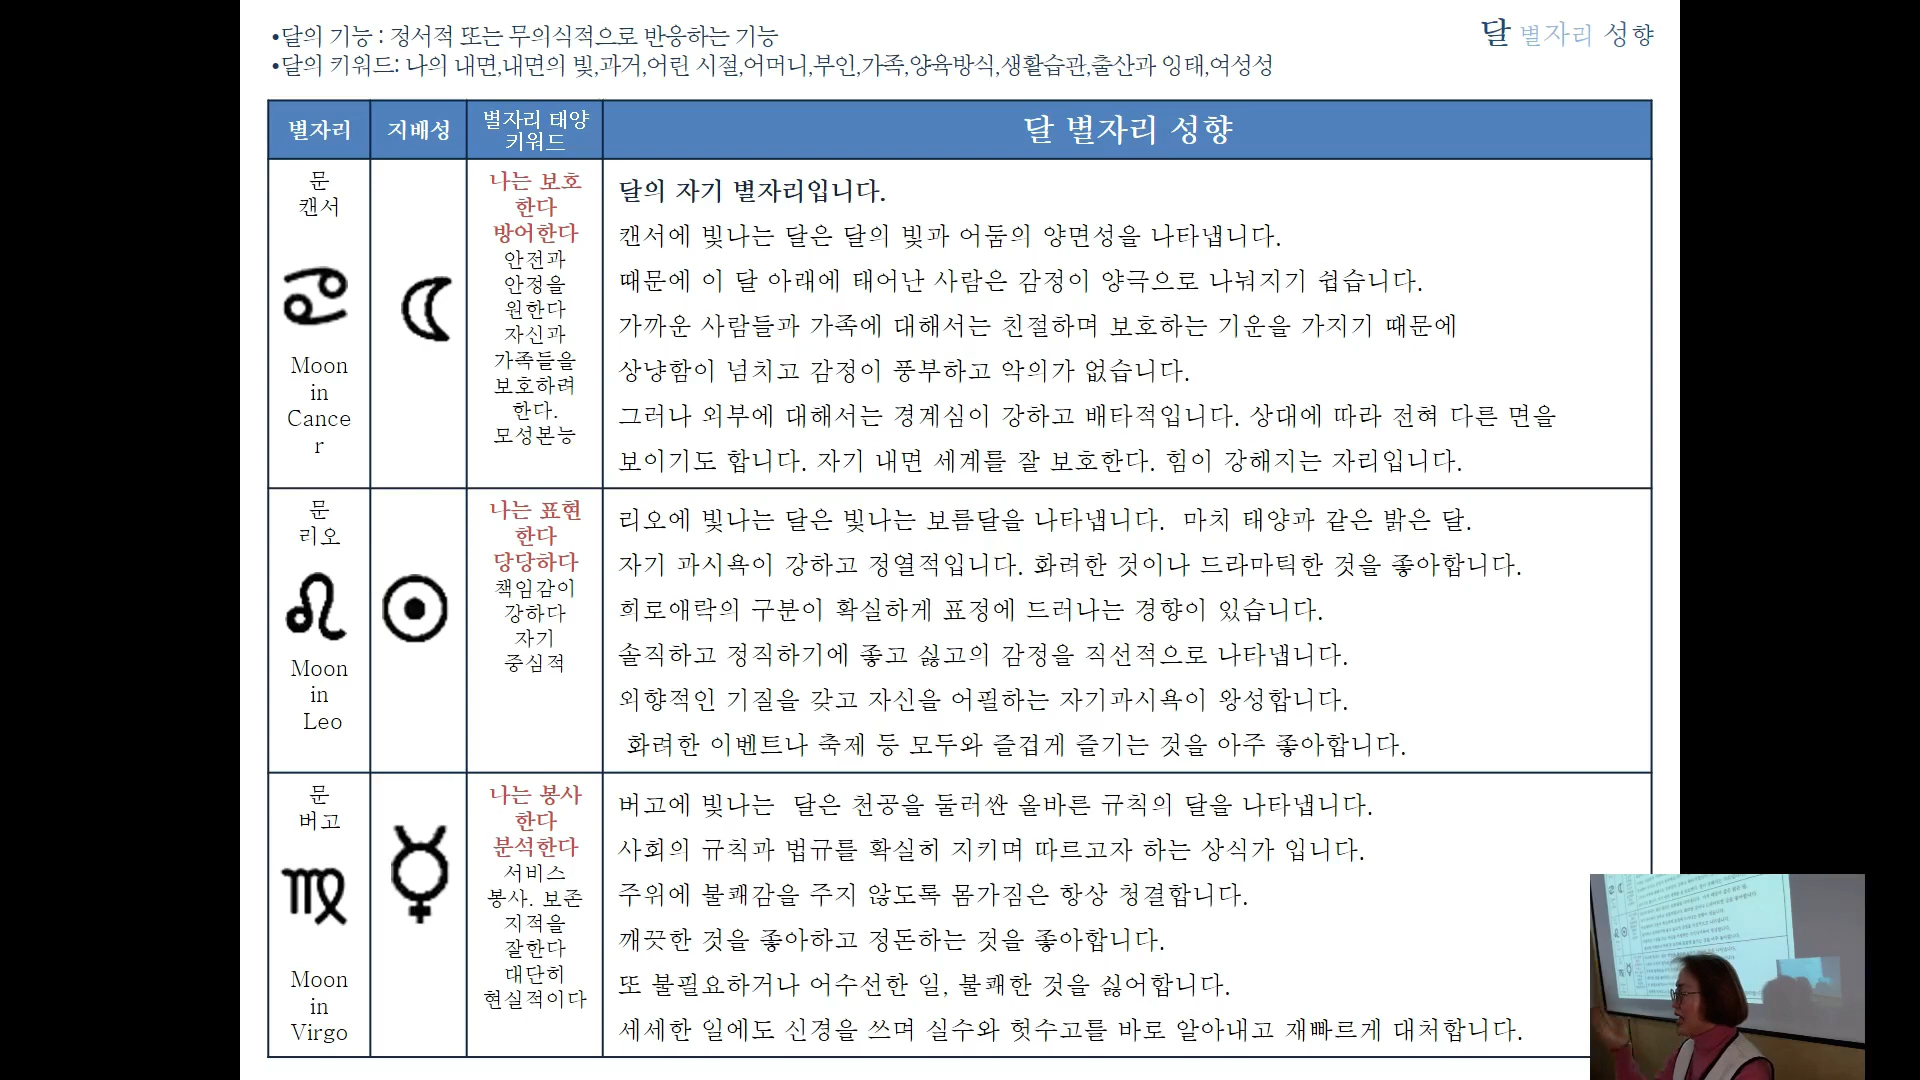 •달의 기능 : 정서적 또는 무의식적으로 반응하는 기능
•달의 키워드: 나의 내면,내면의 빛,과거,어린 시절,어머니,부인,가족,양육방식,생활습관,출산과 잉태,여성성
달 별자리 성향
별자리
지배성
별자리 태양
키워드
달 별자리 성향
문
캔서
Moon
in
Cance
r
나는 보호
한다
방어한다
안전과
안정을
원한다
자신과
가족들을
보호하려
한다.
모성본능
달의 자기 별자리입니다.
캔서에 빛나는 달은 달의 빛과 어둠의 양면성을 나타냅니다.
때문에 이 달 아래에 태어난 사람은 감정이 양극으로 나눠지기 쉽습니다.
가까운 사람들과 가족에 대해서는 친절하며 보호하는 기운을 가지기 때문에
상냥함이 넘치고 감정이 풍부하고 악의가 없습니다.
그러나 외부에 대해서는 경계심이 강하고 배타적입니다. 상대에 따라 전혀 다른 면을
보이기도 합니다. 자기 내면 세계를 잘 보호한다. 힘이 강해지는 자리입니다.
문
리오
Moon
in
Leo
나는 표현
한다
당당하다
책임감이
강하다
자기
중심적
리오에 빛나는 달은 빛나는 보름달을 나타냅니다. 마치 태양과 같은 밝은 달.
자기 과시욕이 강하고 정열적입니다. 화려한 것이나 드라마틱한 것을 좋아합니다.
희로애락의 구분이 확실하게 표정에 드러나는 경향이 있습니다.
솔직하고 정직하기에 좋고 싫고의 감정을 직선적으로 나타냅니다.
외향적인 기질을 갖고 자신을 어필하는 자기과시욕이 왕성합니다.
화려한 이벤트나 축제 등 모두와 즐겁게 즐기는 것을 아주 좋아합니다.
문
버고
Moon
in
Virgo
나는 봉사
한다
분석한다
서비스
봉사. 보존
지적을
잘한다
대단히
현실적이다
버고에 빛나는 달은 천공을 둘러싼 올바른 규칙의 달을 나타냅니다.
사회의 규칙과 법규를 확실히 지키며 따르고자 하는 상식가 입니다.
주위에 불쾌감을 주지 않도록 몸가짐은 항상 청결합니다.
깨끗한 것을 좋아하고 정돈하는 것을 좋아합니다.
또 불필요하거나 어수선한 일, 불쾌한 것을 싫어합니다.
세세한 일에도 신경을 쓰며 실수와 헛수고를 바로 알아내고 재빠르게 대처합니다.